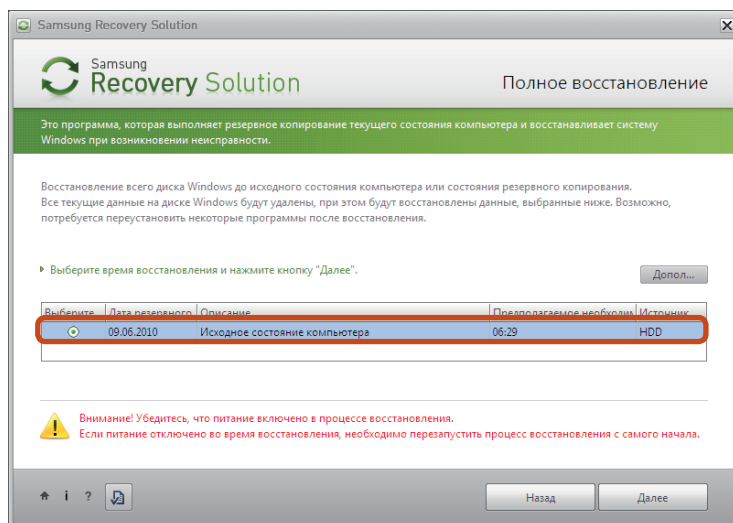 Samsung Recovery Solution
Samsung
Recovery Solution
Полное восстановление
Это программа, которая выполняет резервное копирование текущего состояния компьютера и восстанавливает систему
Windows при возникновении неисправности.
Восстановление всего диска Windows до исходного состояния компьютера или состояния резервного копирования.
Все текущие данные на диске Windows будут удалены, при этом будут восстановлены данные, выбранные ниже. Возможно,
потребуется переустановить некоторые программы после восстановления.
Выберите время восстановления и нажмите кнопку "Далее".
Допол...
Выберите Дата резервного Описание Предполагаемое необходим Источник
09.06.2010 Исходное состояние компьютера 06:29 HDD
Внимание! Убедитесь, что питание включено в процессе восстановления.
Если питание отключено во время восстановления, необходимо перезапустить процесс восстановления с самого начала.
i ? Назад Далее